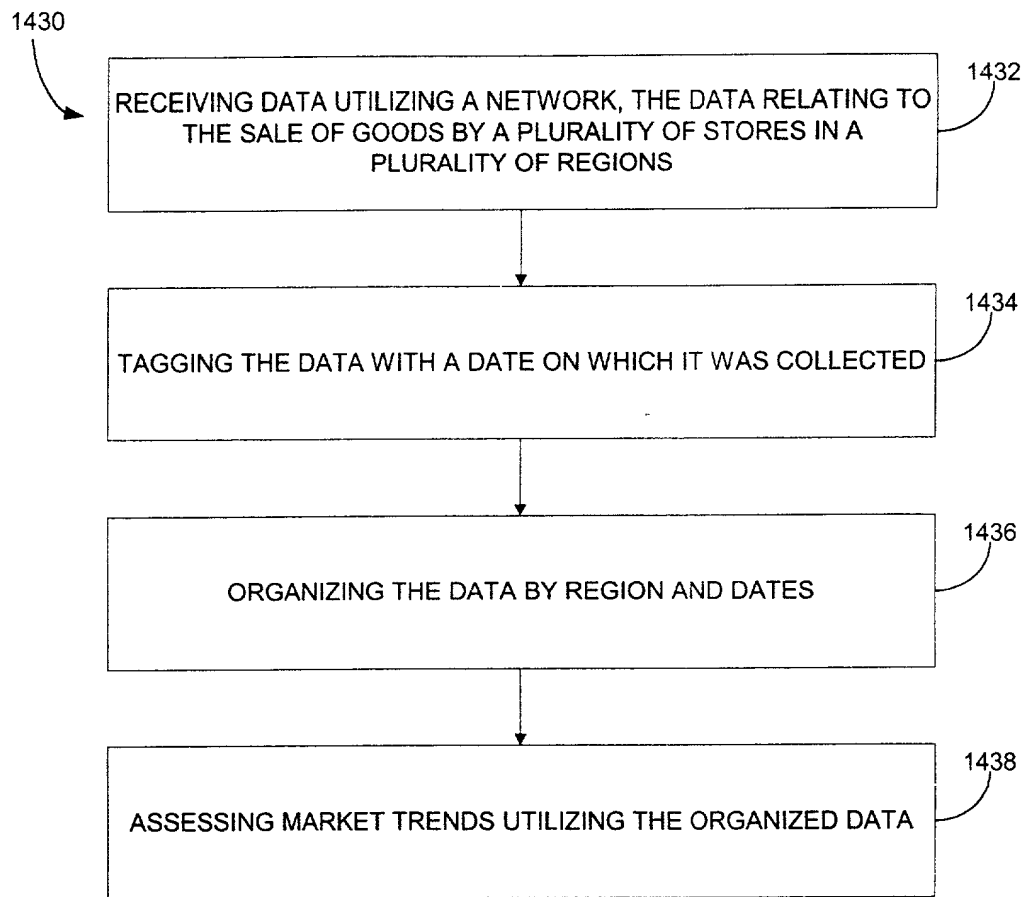 1430
1432
RECEIVING DATA UTILIZING A NETWORK, THE DATA RELATING TO
THE SALE OF GOODS BY A PLURALITY OF STORES IN A
PLURALITY OF REGIONS
1434
TAGGING THE DATA WITH A DATE ON WHICH IT WAS COLLECTED
1436
ORGANIZING THE DATA BY REGION AND DATES
1438
ASSESSING MARKET TRENDS UTILIZING THE ORGANIZED DATA